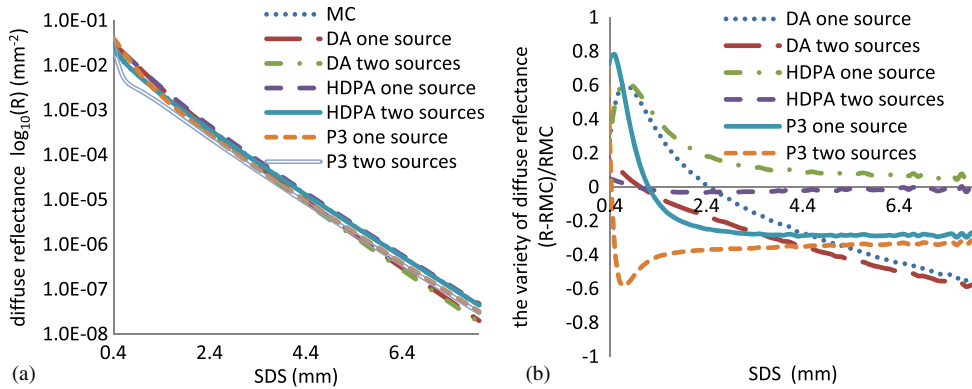 diffuse reflectance log10(R) (mm-2)
1.0E-01
1.0E-02
1.0E-03
1.0E-04
1.0E-05
1.0E-06
1.0E-07
1.0E-08
0.4
2.4
4.4
6.4
SDS (mm)
(a)
MC
DA one source
DA two sources
HDPA one source
HDPA two sources
P3 one source
P3 two sources
the variety of diffuse reflectance
(R-RMC)/RMC
1
0.8
0.6
0.4
0.2
0
-0.2
-0.4
-0.6
-0.8
-1
0.4
2.4
4.4
6.4
SDS (mm)
(b)
DA one source
DA two sources
HDPA one source
HDPA two sources
P3 one source
P3 two sources